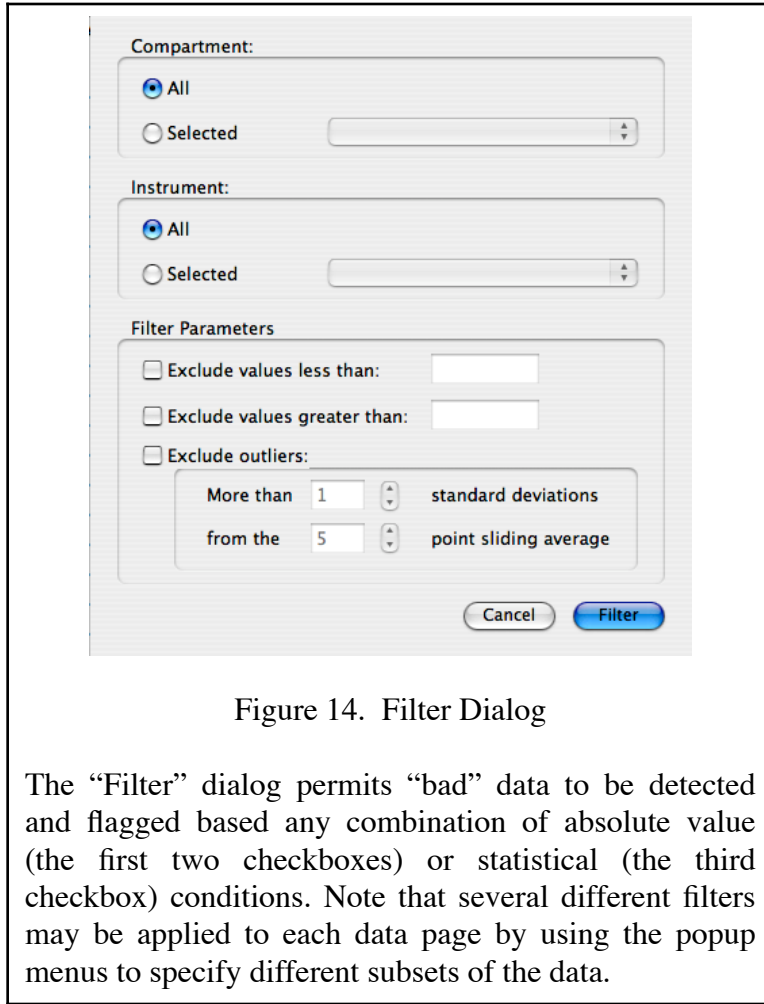 Compartment:
All
Selected
Instrument:
All
Selected
Filter Parameters
Exclude values less than:
Exclude values greater than:
Exclude outliers:
More than 1 standard deviations
from the 5 point sliding average
Cancel Filter
Figure 14. Filter Dialog
The “Filter” dialog permits “bad” data to be detected
and flagged based any combination of absolute value
(the first two checkboxes) or statistical (the third
checkbox) conditions. Note that several different filters
may be applied to each data page by using the popup
menus to specify different subsets of the data.